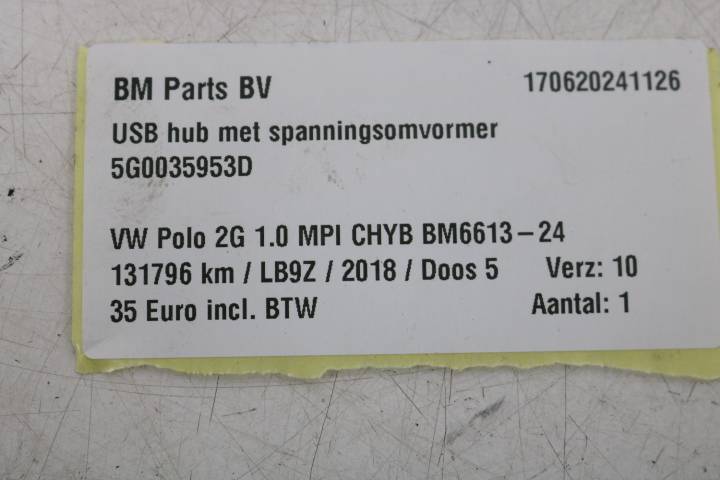 BM Parts BV 170620241126
USB hub met spanningsomvormer
5G0035953D
VW Polo 2G 1.0 MPI CHYB BM6613-24
131796 km / LB9Z / 2018 / Doos 5 Verz: 10
35 Euro incl. BTW Aantal: 1